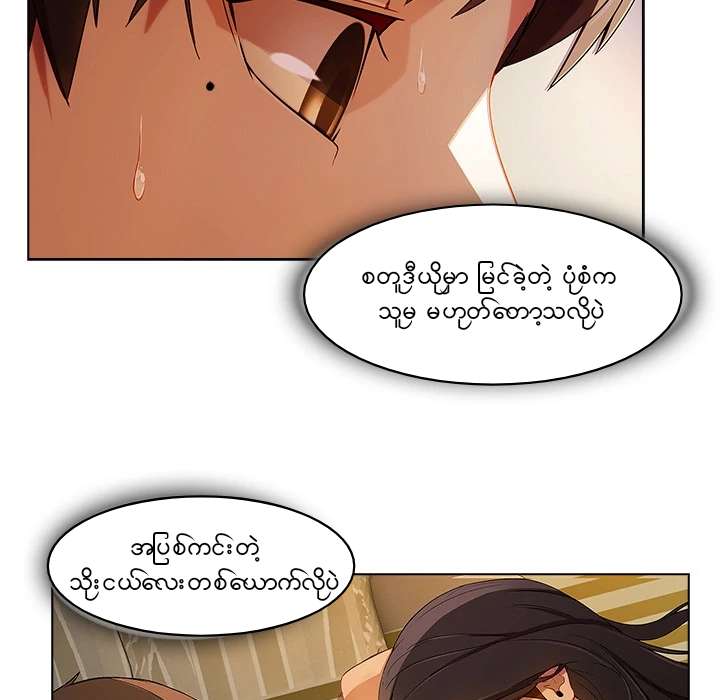 စတူဒီယိုမှာ မြင်ခဲ့တဲ့ ပုံစံက
သူမ မဟုတ်တော့သလိုပဲ
အပြစ်ကင်းတဲ့
သိုးငယ်လေးတစ်ယောက်လိုပဲ